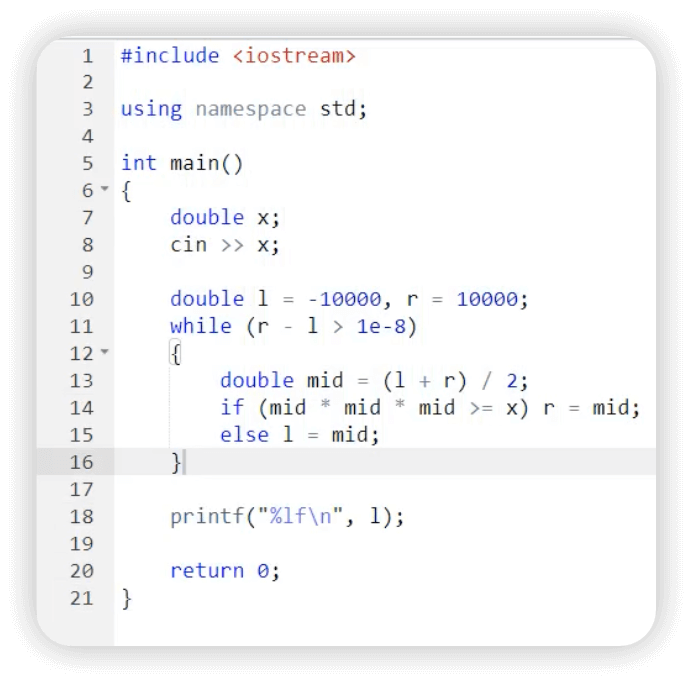 1 #include <iostream>
2
3 using namespace std;
4
5 int main()
6 {
7     double x;
8     cin >> x;
9
10     double l = -10000, r = 10000;
11     while (r - l > 1e-8)
12     {
13         double mid = (l + r) / 2;
14         if (mid * mid * mid >= x) r = mid;
15         else l = mid;
16     }
17
18     printf("%lf\n", l);
19
20     return 0;
21 }